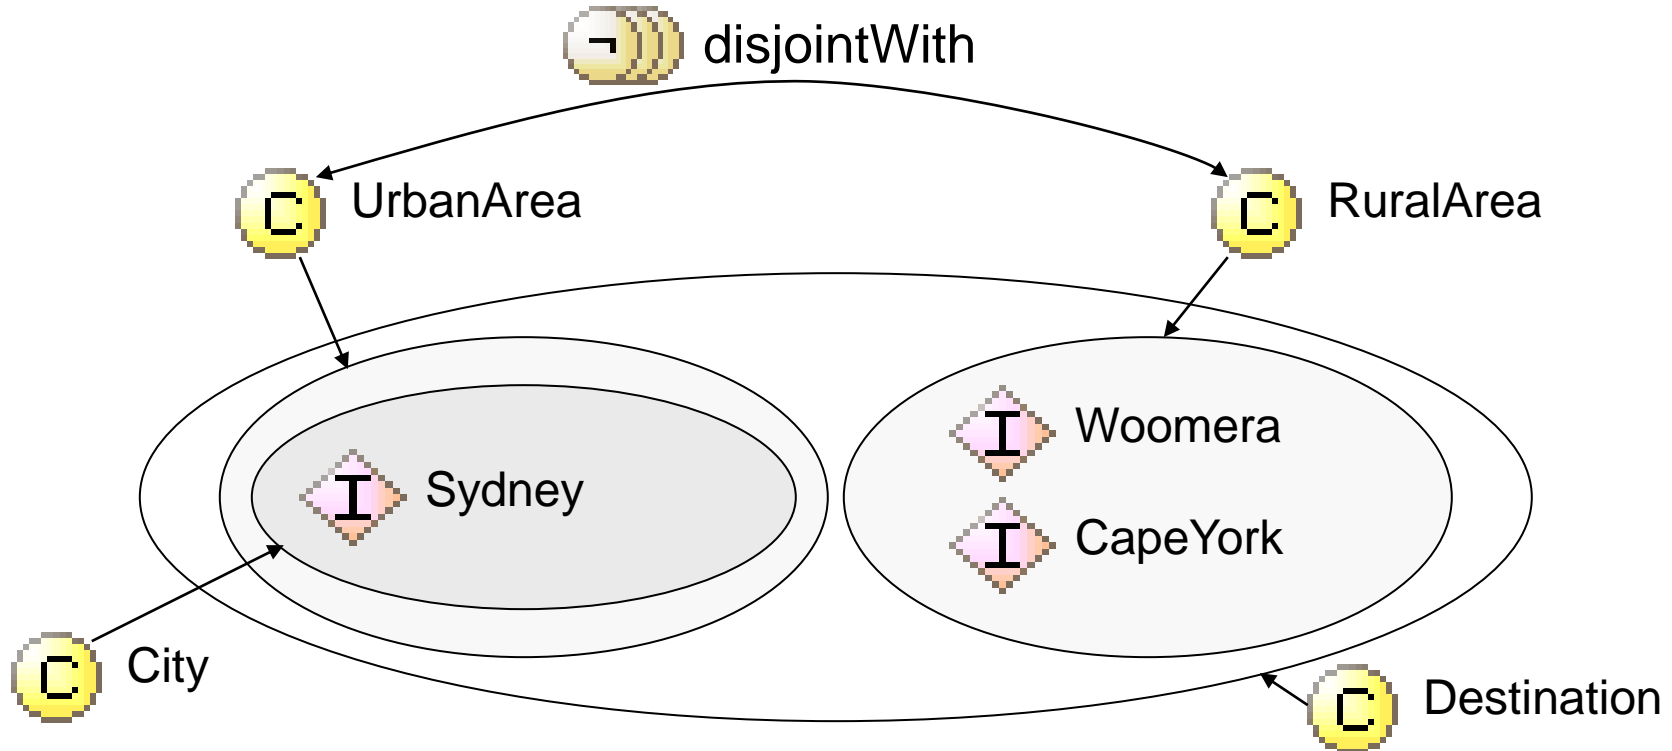 ¬ disjointWith
C UrbanArea
C RuralArea
I Woomera
I Sydney
I CapeYork
C City
C Destination